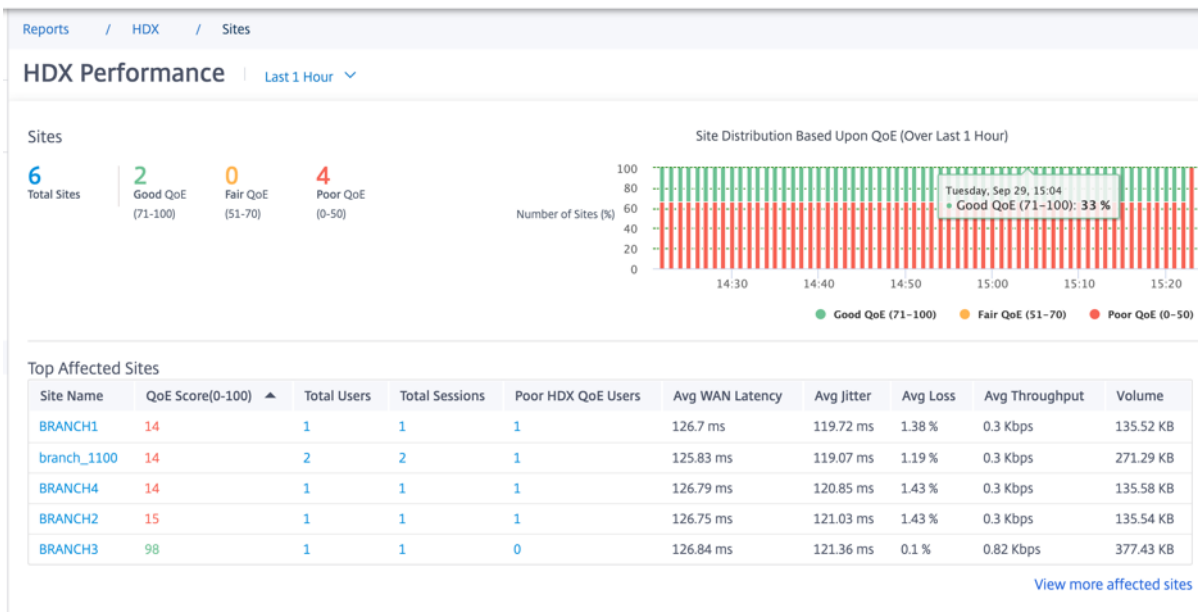 Reports / HDX / Sites
HDX Performance Last 1 Hour
Sites
6 Total Sites
2 Good QoE (71-100)
0 Fair QoE (51-70)
4 Poor QoE (0-50)
Site Distribution Based Upon QoE (Over Last 1 Hour)
Number of Sites (%)
100
80
60
40
20
0
Tuesday, Sep 29, 15:04
Good QoE (71-100): 33 %
14:30 14:40 14:50 15:00 15:10 15:20
Good QoE (71-100) Fair QoE (51-70) Poor QoE (0-50)
Top Affected Sites
Site Name QoE Score(0-100) Total Users Total Sessions Poor HDX QoE Users Avg WAN Latency Avg Jitter Avg Loss Avg Throughput Volume
BRANCH1 14 1 1 1 126.7 ms 119.72 ms 1.38 % 0.3 Kbps 135.52 KB
branch_1100 14 2 2 1 125.83 ms 119.07 ms 1.19 % 0.3 Kbps 271.29 KB
BRANCH4 14 1 1 1 126.79 ms 120.85 ms 1.43 % 0.3 Kbps 135.58 KB
BRANCH2 15 1 1 1 126.75 ms 121.03 ms 1.43 % 0.3 Kbps 135.54 KB
BRANCH3 98 1 1 0 126.84 ms 121.36 ms 0.1 % 0.82 Kbps 377.43 KB
View more affected sites